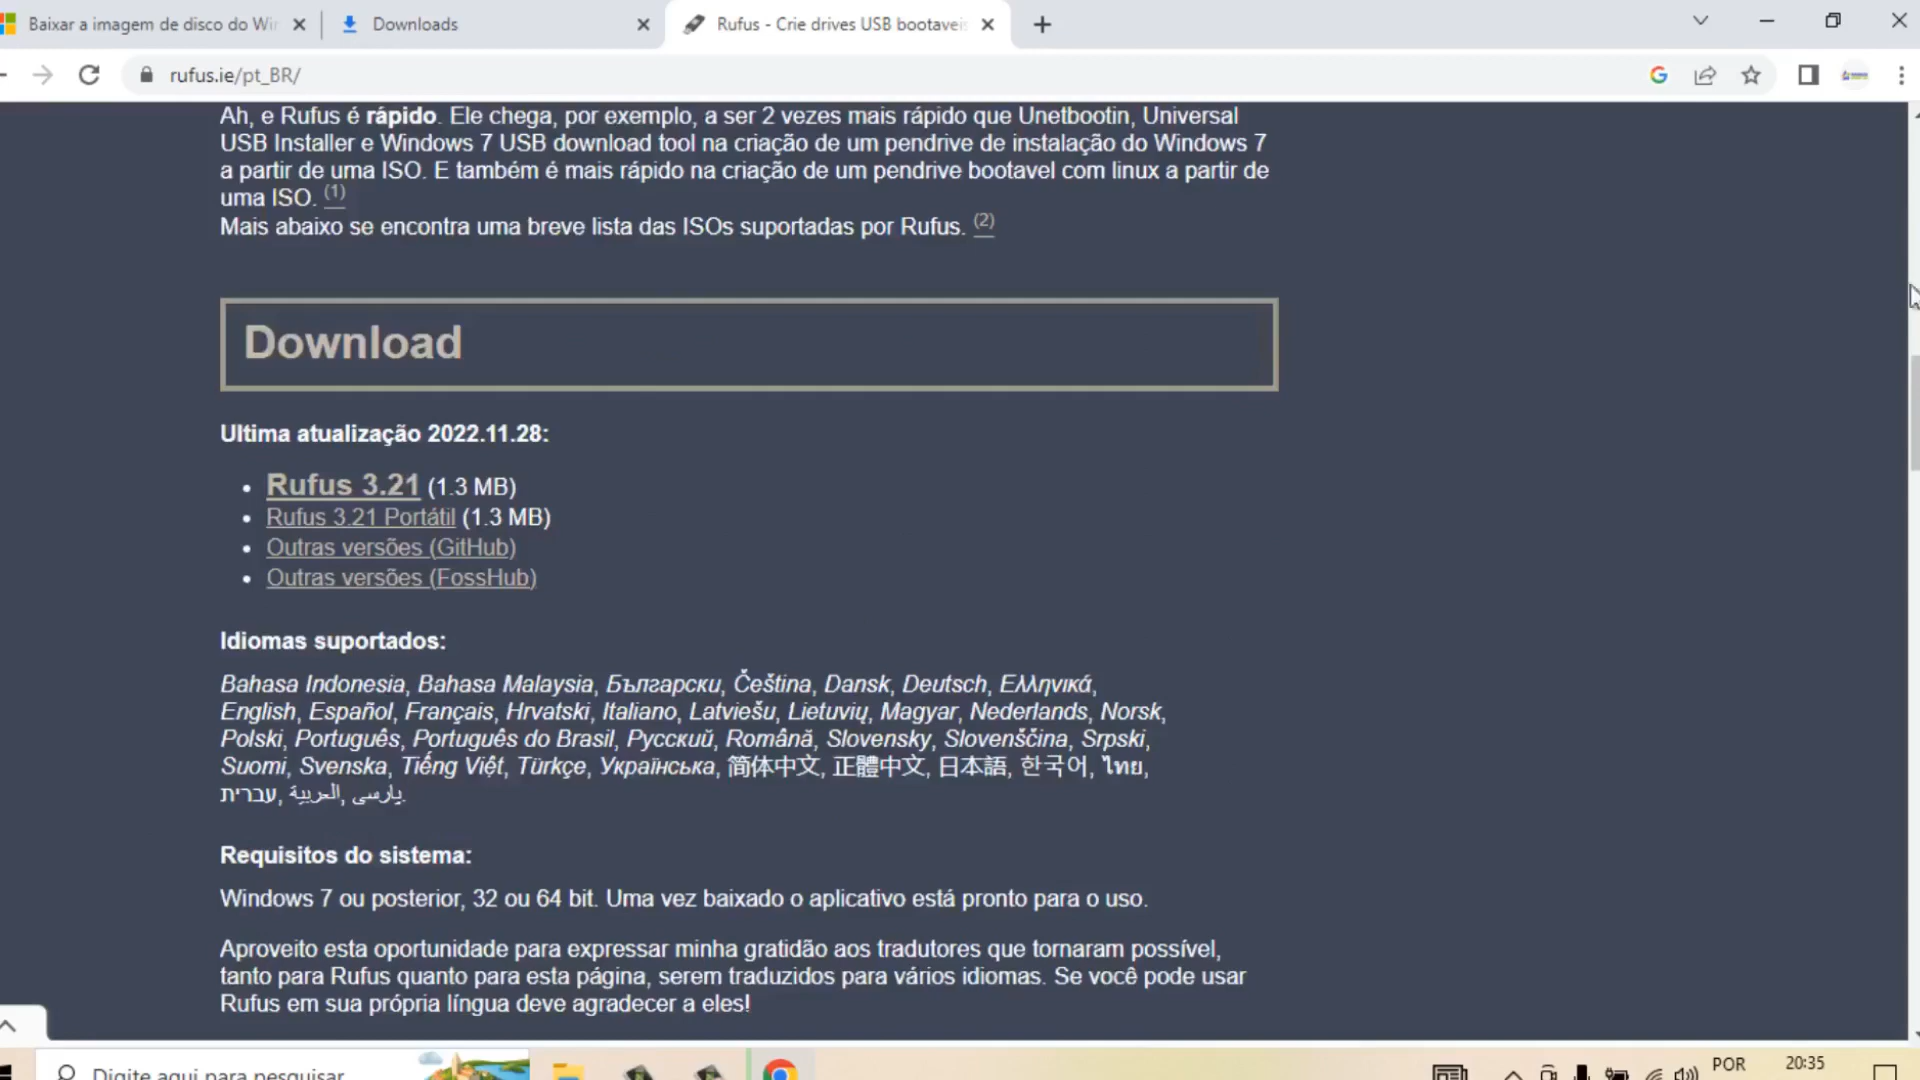 Baixar a imagem de disco do Win
Downloads
Rufus - Crie drives USB bootaveis
rufus.ie/pt_BR/
Ah, e Rufus é rápido. Ele chega, por exemplo, a ser 2 vezes mais rápido que Unetbootin, Universal
USB Installer e Windows 7 USB download tool na criação de um pendrive de instalação do Windows 7
a partir de uma ISO. E também é mais rápido na criação de um pendrive bootavel com linux a partir de
uma ISO. (1)
Mais abaixo se encontra uma breve lista das ISOs suportadas por Rufus. (2)
Download
Ultima atualização 2022.11.28:
• Rufus 3.21 (1.3 MB)
• Rufus 3.21 Portátil (1.3 MB)
• Outras versões (GitHub)
• Outras versões (FossHub)
Idiomas suportados:
Bahasa Indonesia, Bahasa Malaysia, Български, Čeština, Dansk, Deutsch, Ελληνικά,
English, Español, Français, Hrvatski, Italiano, Latviešu, Lietuvių, Magyar, Nederlands, Norsk,
Polski, Português, Português do Brasil, Русский, Română, Slovensky, Slovenščina, Srpski,
Suomi, Svenska, Tiếng Việt, Türkçe, Українська, 简体中文, 正體中文, 日本語, 한국어, ไทย,
עברית, العربية, پارسی.
Requisitos do sistema:
Windows 7 ou posterior, 32 ou 64 bit. Uma vez baixado o aplicativo está pronto para o uso.
Aproveito esta oportunidade para expressar minha gratidão aos tradutores que tornaram possível,
tanto para Rufus quanto para esta página, serem traduzidos para vários idiomas. Se você pode usar
Rufus em sua própria língua deve agradecer a eles!
Digite aqui para pesquisar
POR
20:35